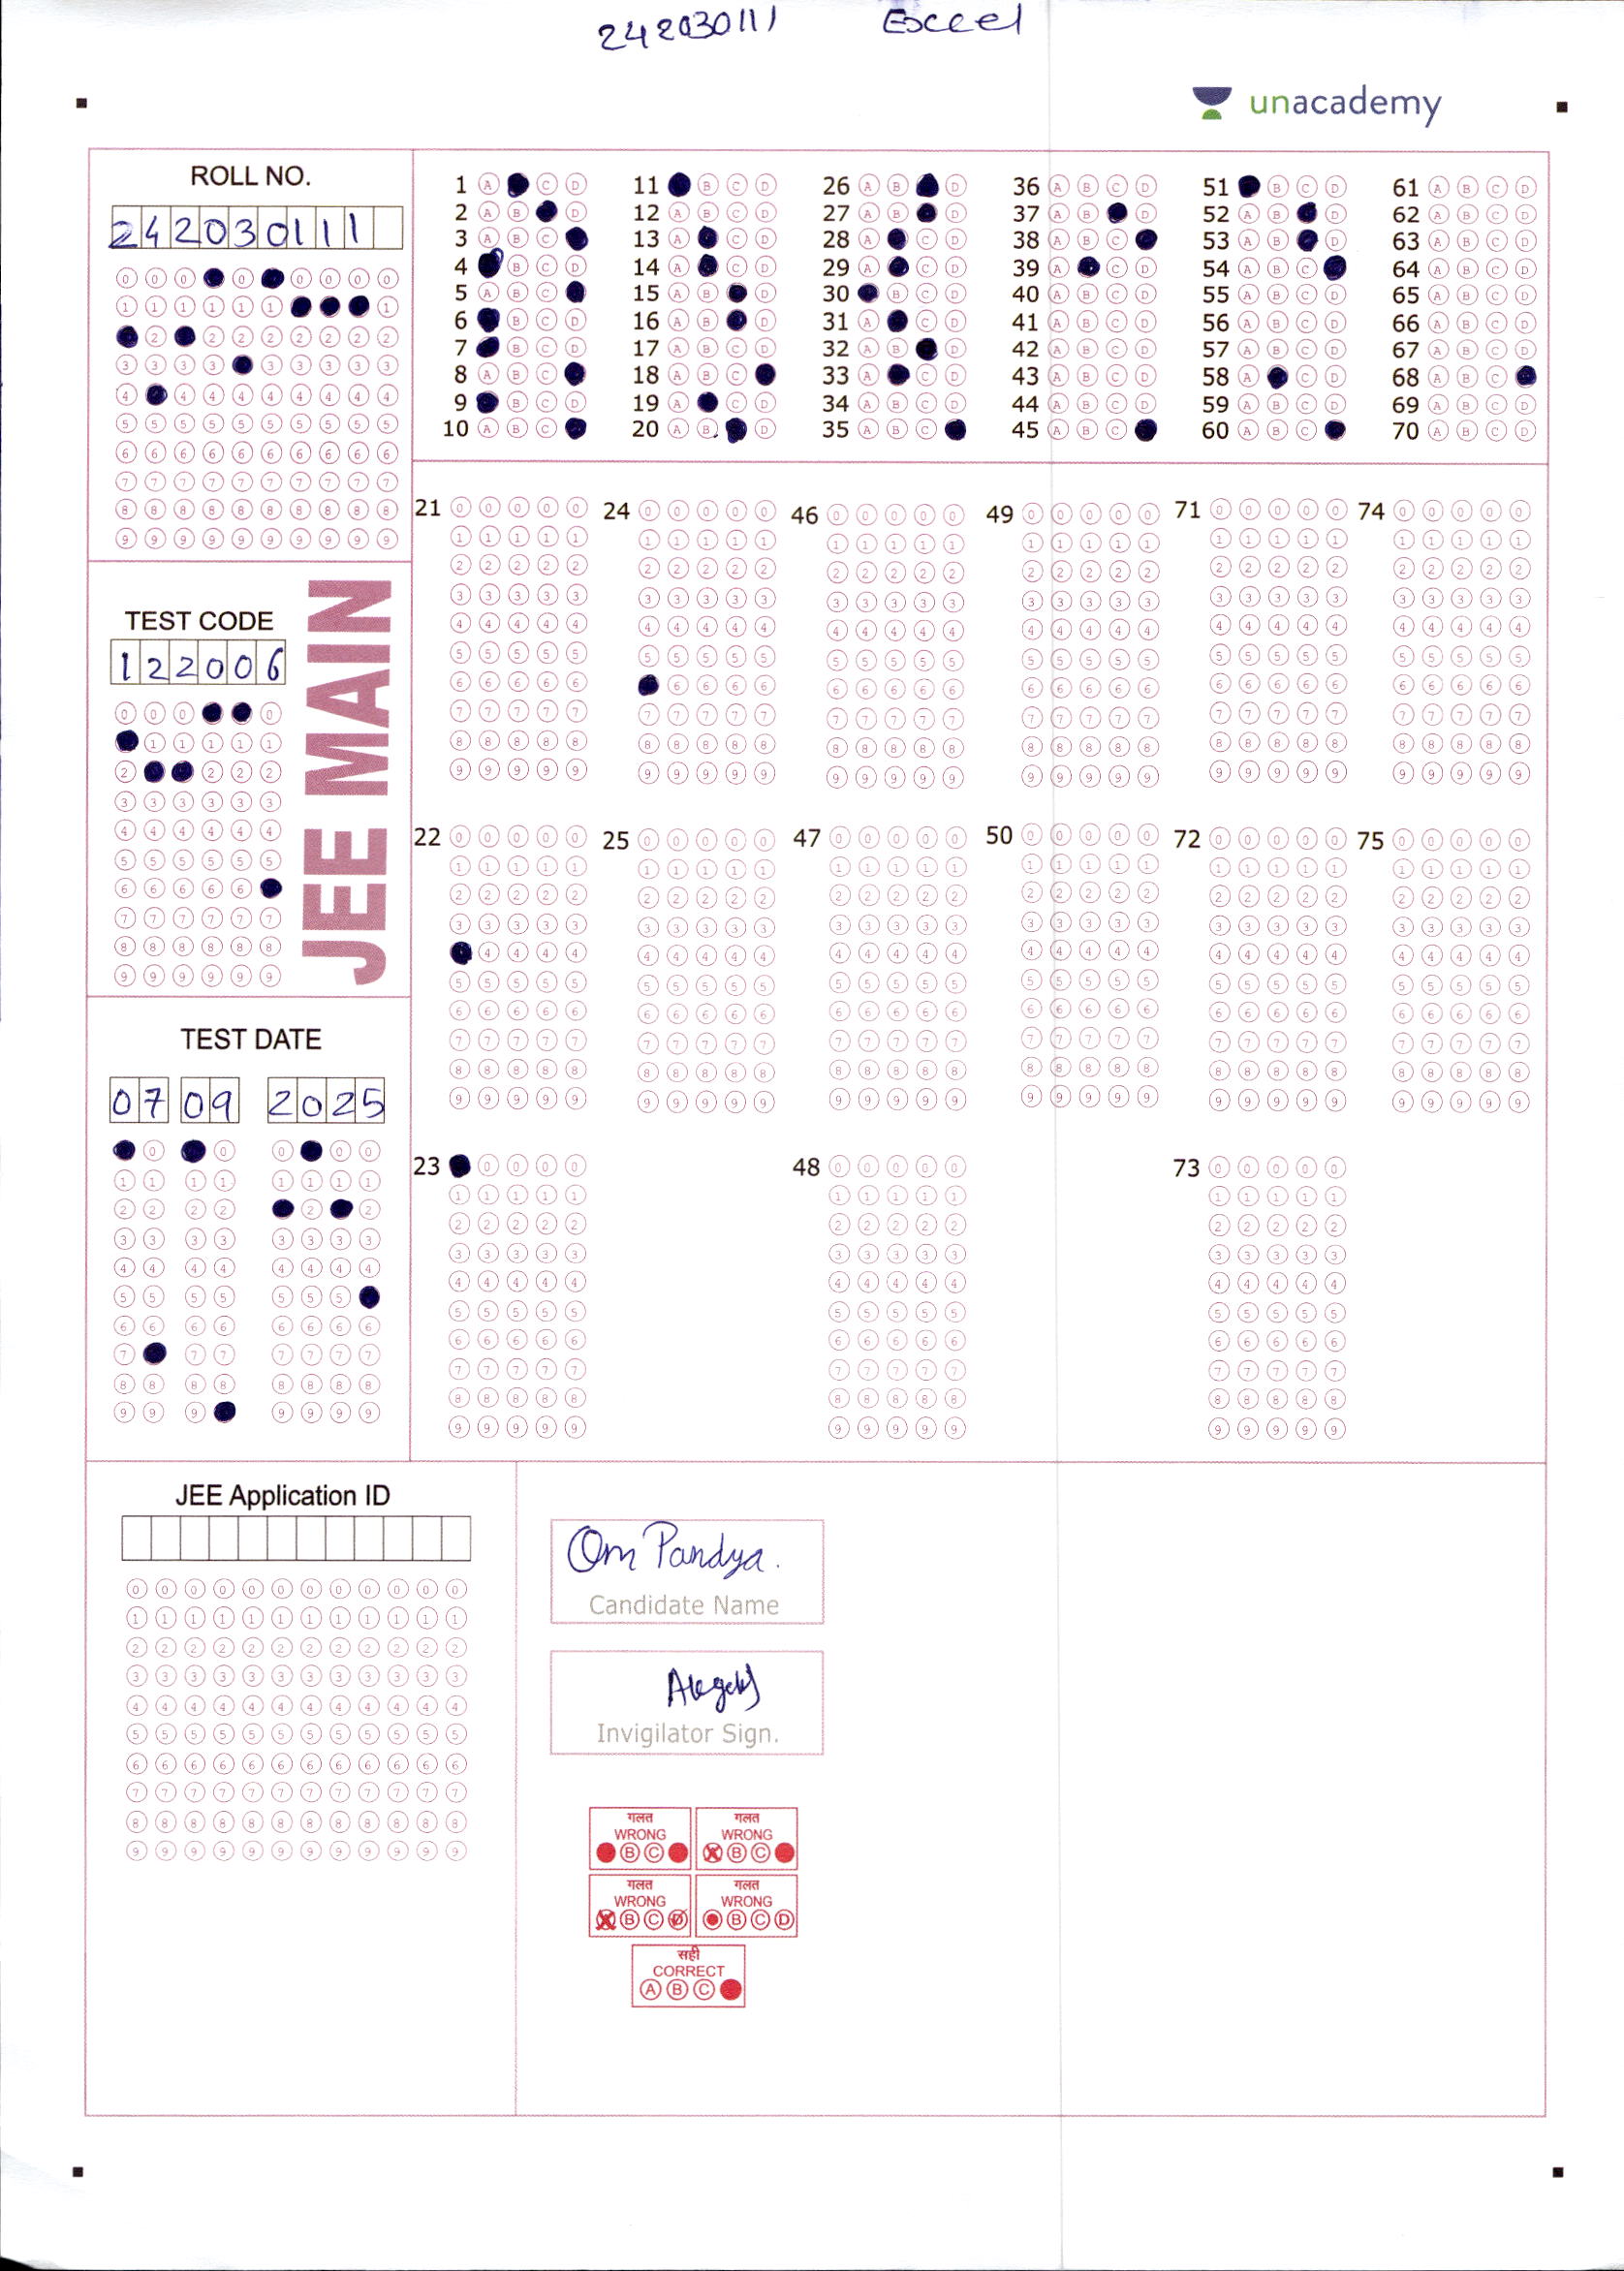 242030111 Excel
unacademy
ROLL NO.
242030111
TEST CODE
122006
JEE MAIN
TEST DATE
07 09 2025
1 A C D
2 A B D
3 A B C
4 B C D
5 A B C
6 B C D
7 B C D
8 A B C
9 B C D
10 A B C
11 B C D
12 A B C D
13 A C D
14 A C D
15 A B D
16 A B D
17 A B C D
18 A B C
19 A C D
20 A B D
26 A B D
27 A B D
28 A C D
29 A C D
30 B C D
31 A C D
32 A B D
33 A C D
34 A B C D
35 A B C
36 A B C D
37 A B D
38 A B C
39 A C D
40 A B C D
41 A B C D
42 A B C D
43 A B C D
44 A B C D
45 A B C
51 B C D
52 A B D
53 A B D
54 A B C
55 A B C D
56 A B C D
57 A B C D
58 A C D
59 A B C D
60 A B C
61 A B C D
62 A B C D
63 A B C D
64 A B C D
65 A B C D
66 A B C D
67 A B C D
68 A B C
69 A B C D
70 A B C D
21
24
46
49
71
74
22
25
47
50
72
75
23
48
73
JEE Application ID
Om Pandya.
Candidate Name
Invigilator Sign.
गलत
WRONG
B C
गलत
WRONG
B C
गलत
WRONG
B C
गलत
WRONG
B C D
सही
CORRECT
A B C